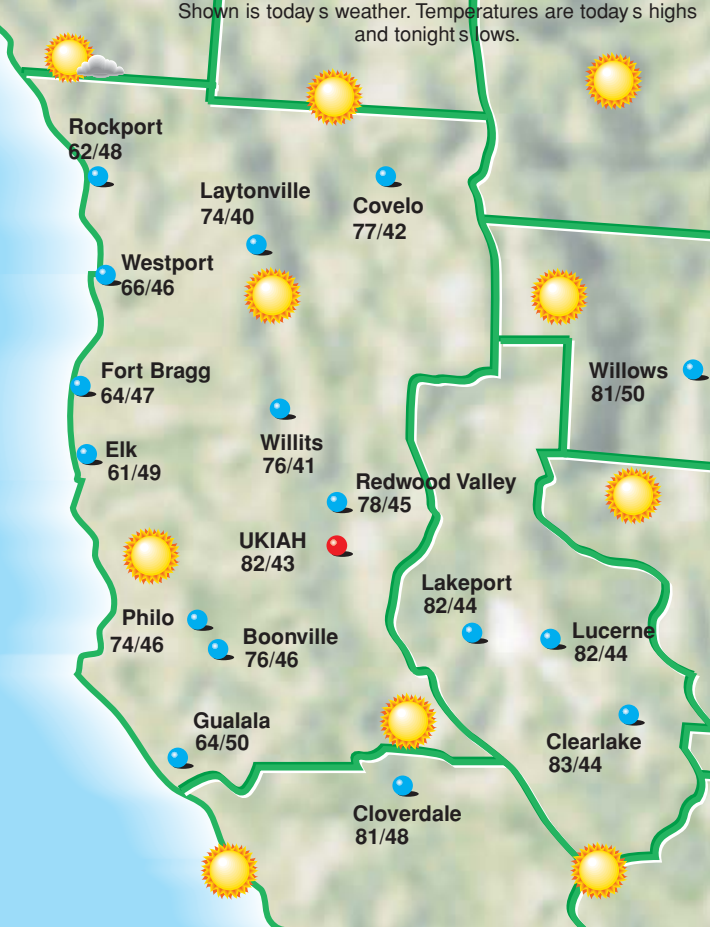 Shown is today s weather. Temperatures are today s highs
and tonight s lows.
Rockport
62/48
Laytonville
74/40
Covelo
77/42
Westport
66/46
Fort Bragg
64/47
Willows
81/50
Elk
61/49
Willits
76/41
Redwood Valley
78/45
UKIAH
82/43
Lakeport
82/44
Philo
74/46
Boonville
76/46
Lucerne
82/44
Gualala
64/50
Clearlake
83/44
Cloverdale
81/48